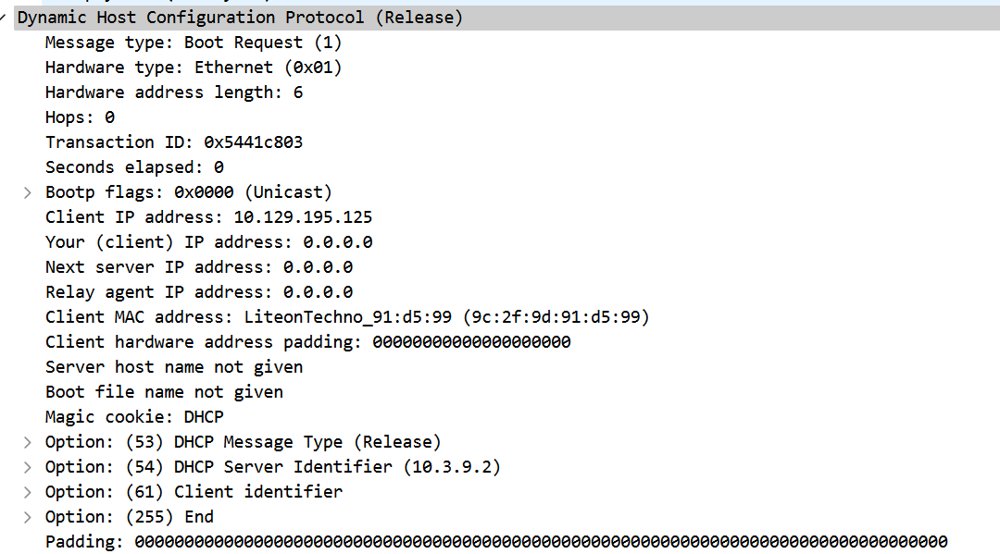 Dynamic Host Configuration Protocol (Release)
Message type: Boot Request (1)
Hardware type: Ethernet (0x01)
Hardware address length: 6
Hops: 0
Transaction ID: 0x5441c803
Seconds elapsed: 0
Bootp flags: 0x0000 (Unicast)
Client IP address: 10.129.195.125
Your (client) IP address: 0.0.0.0
Next server IP address: 0.0.0.0
Relay agent IP address: 0.0.0.0
Client MAC address: LiteonTechno_91:d5:99 (9c:2f:9d:91:d5:99)
Client hardware address padding: 00000000000000000000
Server host name not given
Boot file name not given
Magic cookie: DHCP
Option: (53) DHCP Message Type (Release)
Option: (54) DHCP Server Identifier (10.3.9.2)
Option: (61) Client identifier
Option: (255) End
Padding: 0000000000000000000000000000000000000000000000000000000000000000000000000000000000